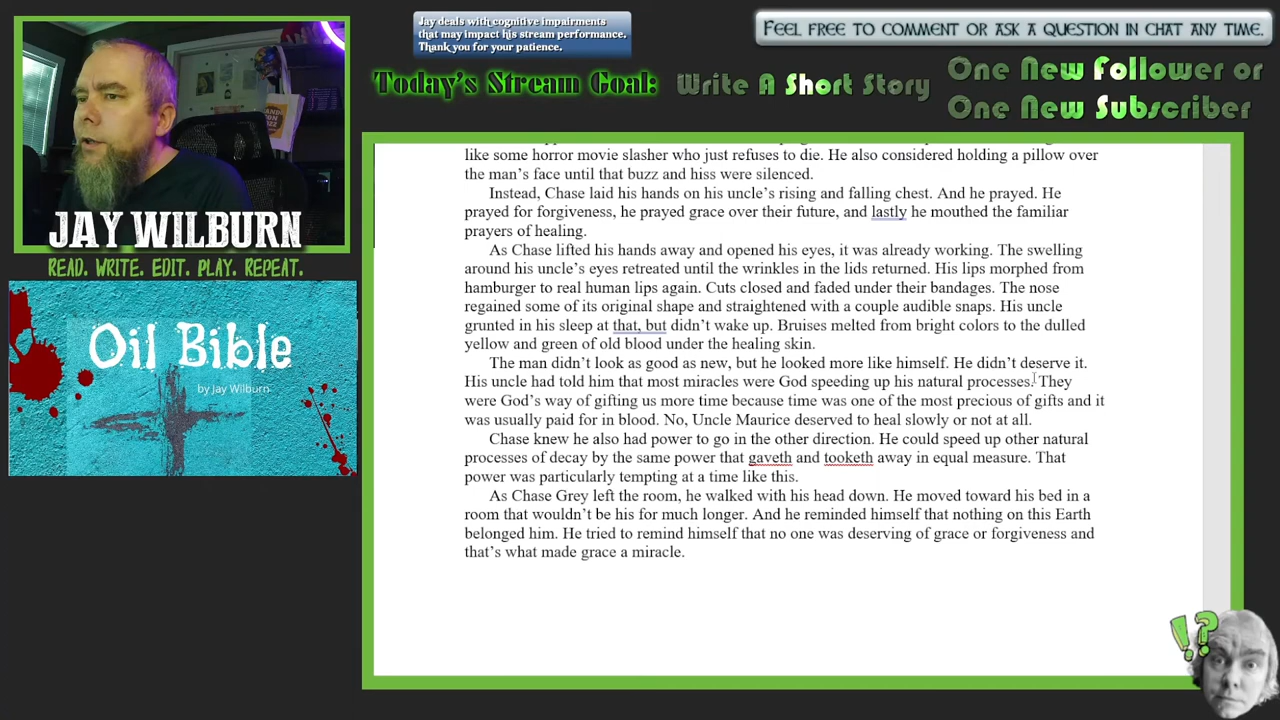 Jay deals with cognitive impairments
that may impact his stream performance.
Thank you for your patience.
Feel free to comment or ask a question in chat any time.
Today's Stream Goal:
Write A Short Story
One New Follower or
One New Subscriber
JAY WILBURN
READ. WRITE. EDIT. PLAY. REPEAT.
Oil Bible
by Jay Wilburn
like some horror movie slasher who just refuses to die. He also considered holding a pillow over
the man's face until that buzz and hiss were silenced.
Instead, Chase laid his hands on his uncle's rising and falling chest. And he prayed. He
prayed for forgiveness, he prayed grace over their future, and lastly he mouthed the familiar
prayers of healing.
As Chase lifted his hands away and opened his eyes, it was already working. The swelling
around his uncle's eyes retreated until the wrinkles in the lids returned. His lips morphed from
hamburger to real human lips again. Cuts closed and faded under their bandages. The nose
regained some of its original shape and straightened with a couple audible snaps. His uncle
grunted in his sleep at that, but didn't wake up. Bruises melted from bright colors to the dulled
yellow and green of old blood under the healing skin.
The man didn't look as good as new, but he looked more like himself. He didn't deserve it.
His uncle had told him that most miracles were God speeding up his natural processes. They
were God's way of gifting us more time because time was one of the most precious of gifts and it
was usually paid for in blood. No, Uncle Maurice deserved to heal slowly or not at all.
Chase knew he also had power to go in the other direction. He could speed up other natural
processes of decay by the same power that gaveth and tooketh away in equal measure. That
power was particularly tempting at a time like this.
As Chase Grey left the room, he walked with his head down. He moved toward his bed in a
room that wouldn't be his for much longer. And he reminded himself that nothing on this Earth
belonged him. He tried to remind himself that no one was deserving of grace or forgiveness and
that's what made grace a miracle.
!?